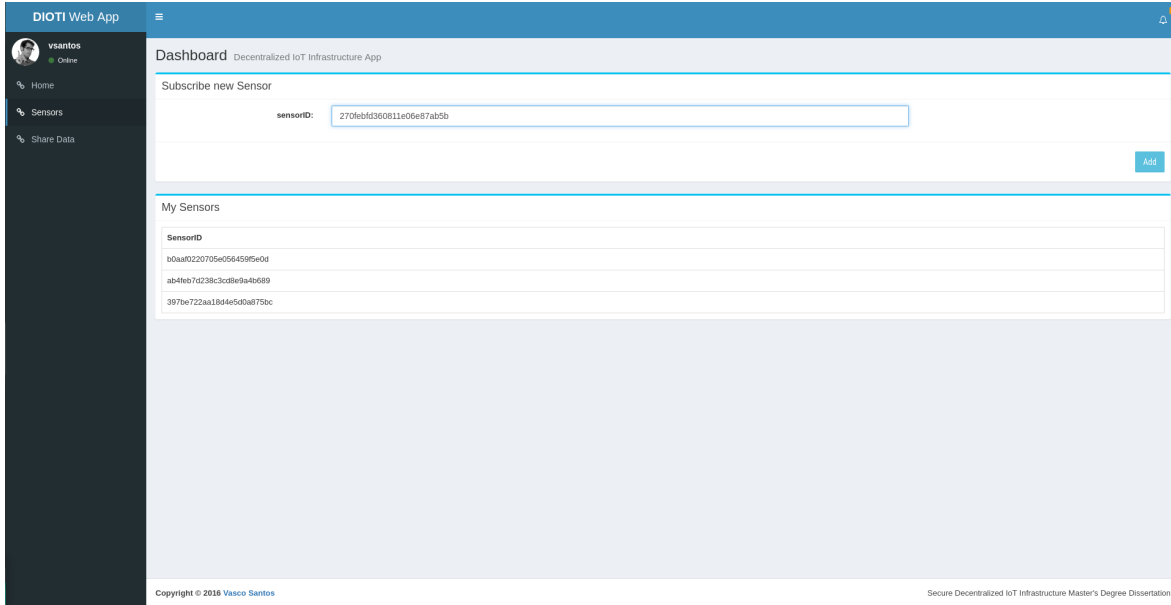 DIOTI Web App
vsantos
Online
Home
Sensors
Share Data
Dashboard Decentralized IoT Infrastructure App
Subscribe new Sensor
sensorID: 270febfd360811e06e87ab5b
Add
My Sensors
SensorID
b0aaf0220705e056459f5e0d
ab4feb7d238c3cd8e9a4b689
397be722aa18d4e5d0a875bc
Copyright © 2016 Vasco Santos
Secure Decentralized IoT Infrastructure Master's Degree Dissertation